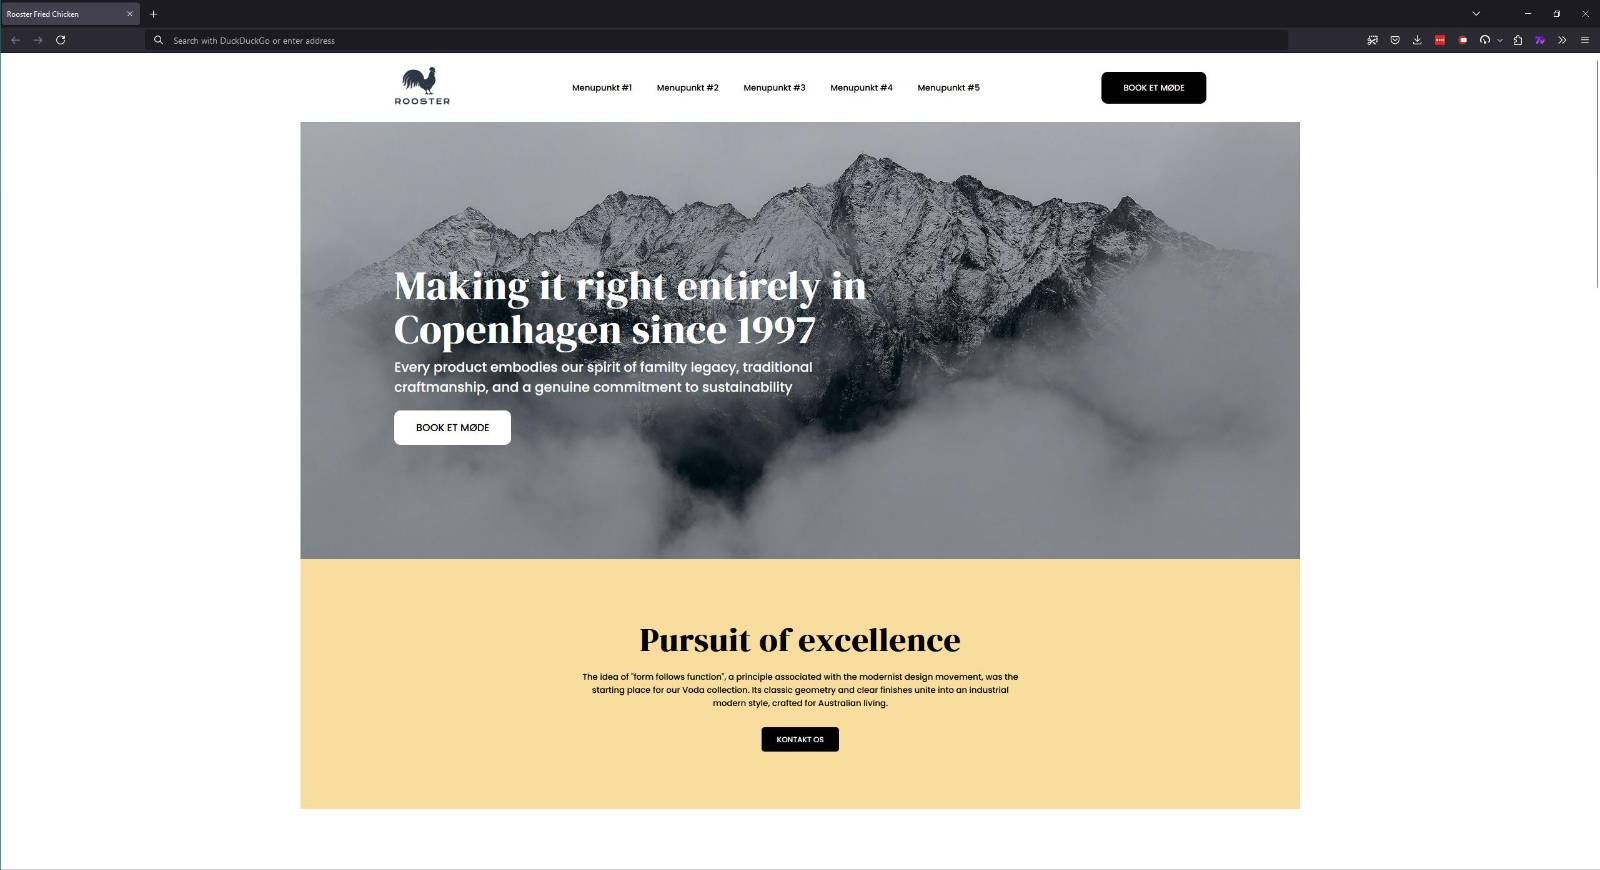 Rooster Fried Chicken
Search with DuckDuckGo or enter address
ROOSTER
Menupunkt #1
Menupunkt #2
Menupunkt #3
Menupunkt #4
Menupunkt #5
BOOK ET MØDE
Making it right entirely in
Copenhagen since 1997
Every product embodies our spirit of familty legacy, traditional
craftmanship, and a genuine commitment to sustainability
BOOK ET MØDE
Pursuit of excellence
The idea of "form follows function", a principle associated with the modernist design movement, was the
starting place for our Voda collection. Its classic geometry and clear finishes unite into an industrial
modern style, crafted for Australian living.
KONTAKT OS